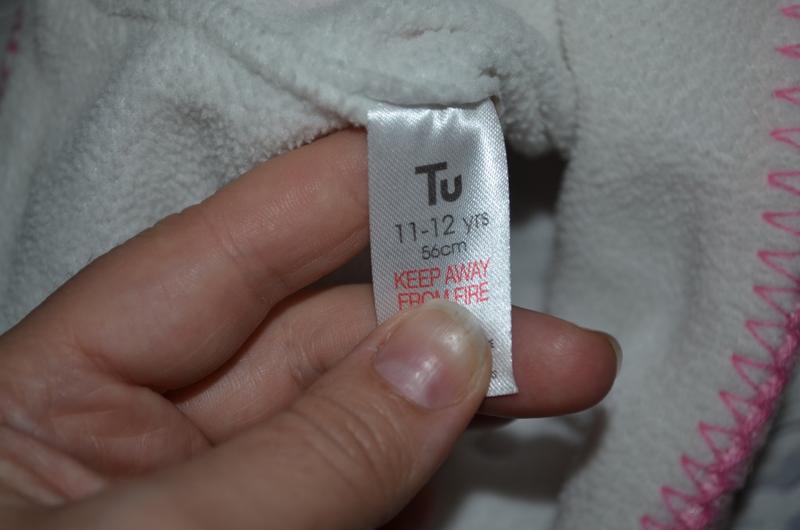 Tu
11-12 yrs
56cm
KEEP AWAY
FROM FIRE